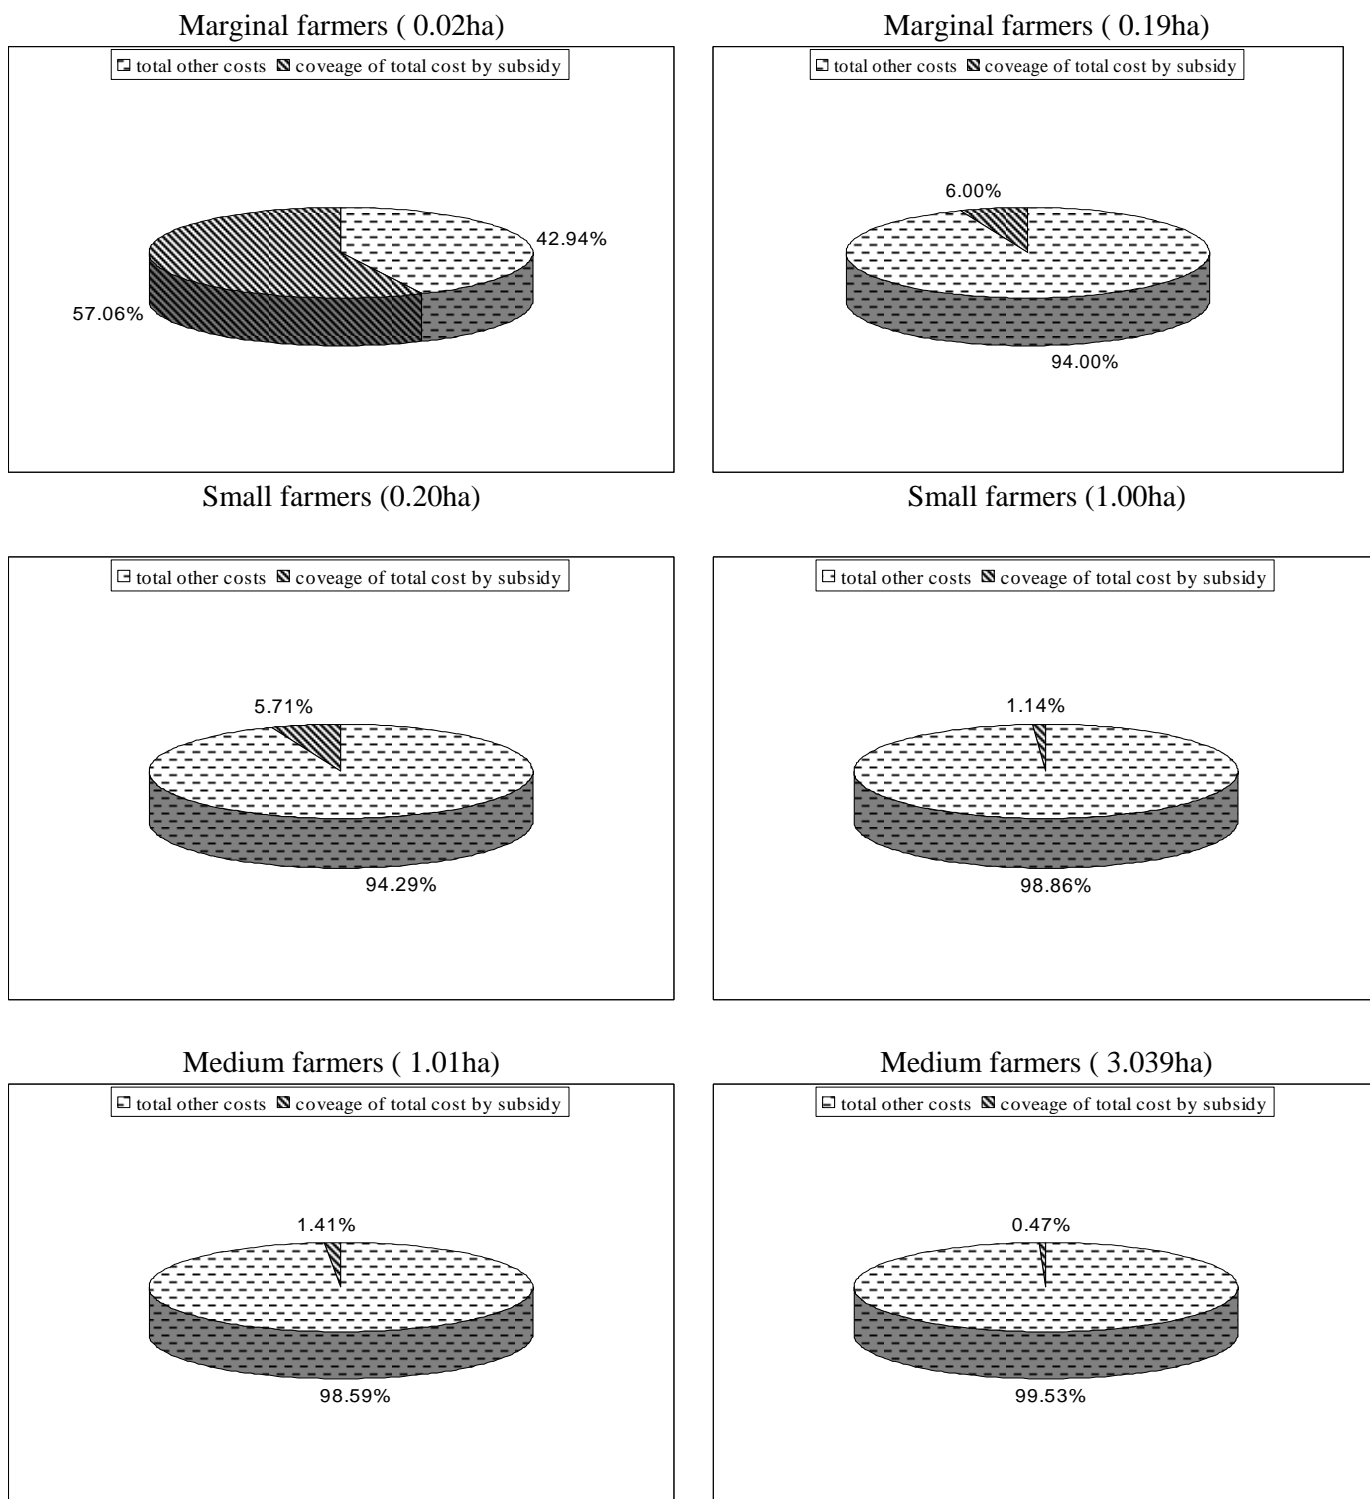 Marginal farmers ( 0.02ha)
total other costs coveage of total cost by subsidy
42.94%
57.06%
Marginal farmers ( 0.19ha)
total other costs coveage of total cost by subsidy
6.00%
94.00%
Small farmers (0.20ha)
total other costs coveage of total cost by subsidy
5.71%
94.29%
Small farmers (1.00ha)
total other costs coveage of total cost by subsidy
1.14%
98.86%
Medium farmers ( 1.01ha)
total other costs coveage of total cost by subsidy
1.41%
98.59%
Medium farmers ( 3.039ha)
total other costs coveage of total cost by subsidy
0.47%
99.53%